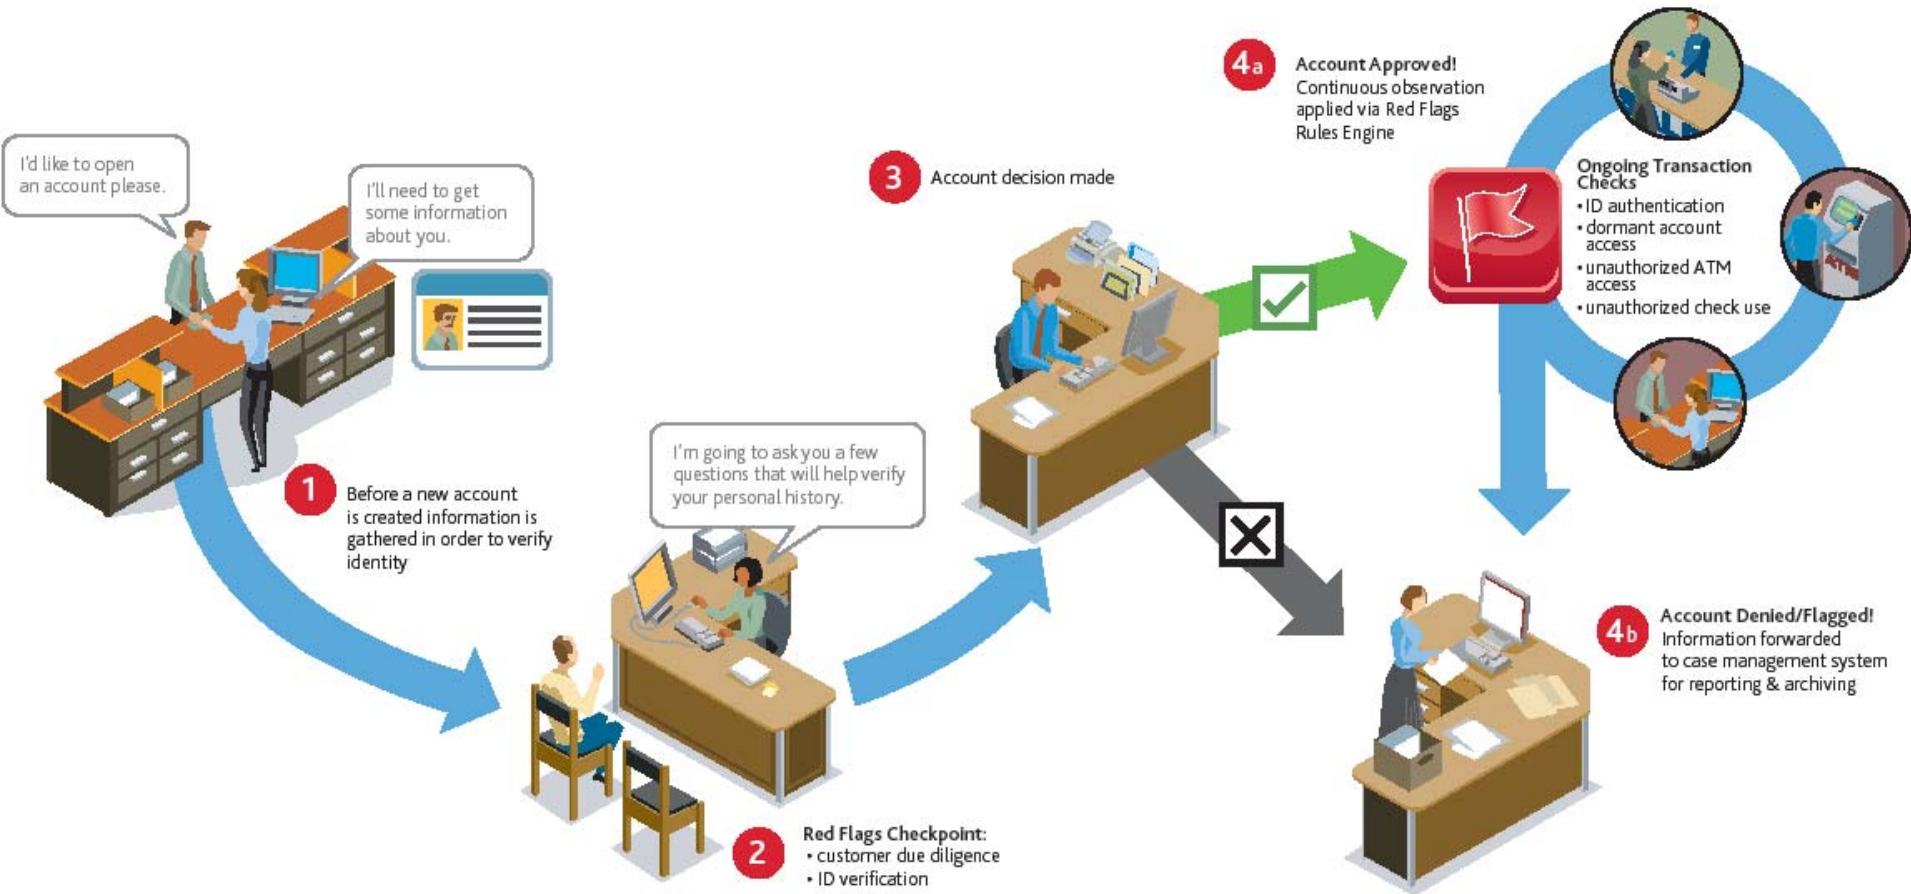 I'd like to open
an account please.
I'll need to get
some information
about you.
1
Before a new account
is created information is
gathered in order to verify
identity
I'm going to ask you a few
questions that will help verify
your personal history.
2
Red Flags Checkpoint:
• customer due diligence
• ID verification
3
Account decision made
4a
Account Approved!
Continuous observation
applied via Red Flags
Rules Engine
Ongoing Transaction
Checks
• ID authentication
• dormant account
access
• unauthorized ATM
access
• unauthorized check use
ATM
4b
Account Denied/Flagged!
Information forwarded
to case management system
for reporting & archiving